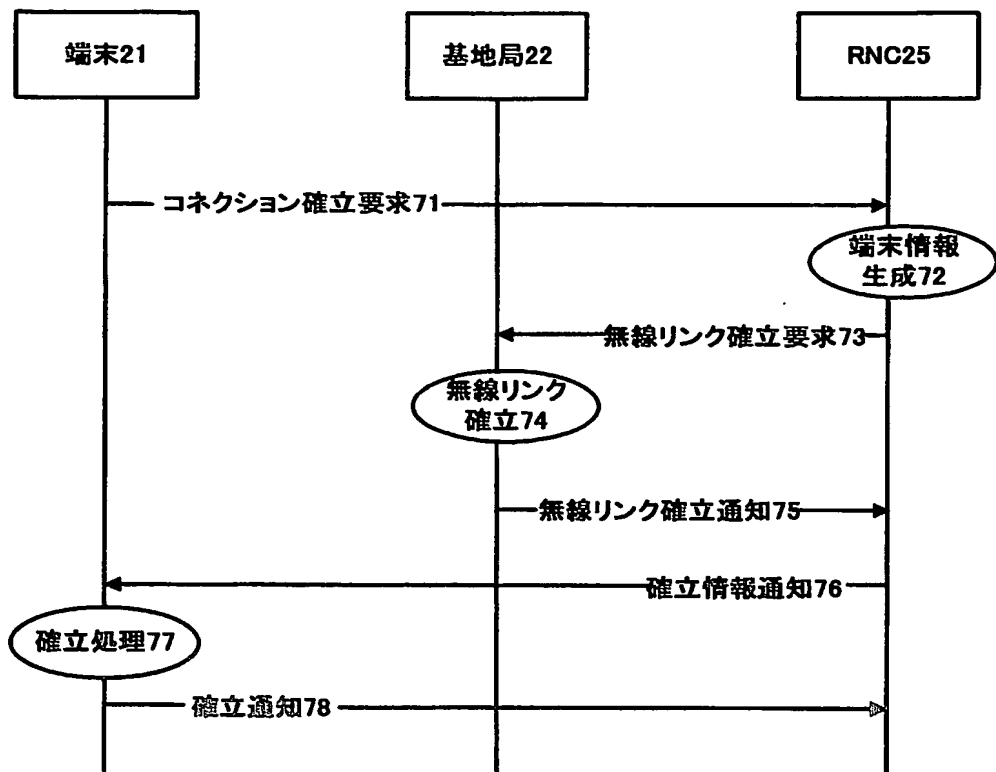 端末21
基地局22
RNC25
コネクション確立要求71
端末情報
生成72
無線リンク確立要求73
無線リンク
確立74
無線リンク確立通知75
確立情報通知76
確立処理77
確立通知78